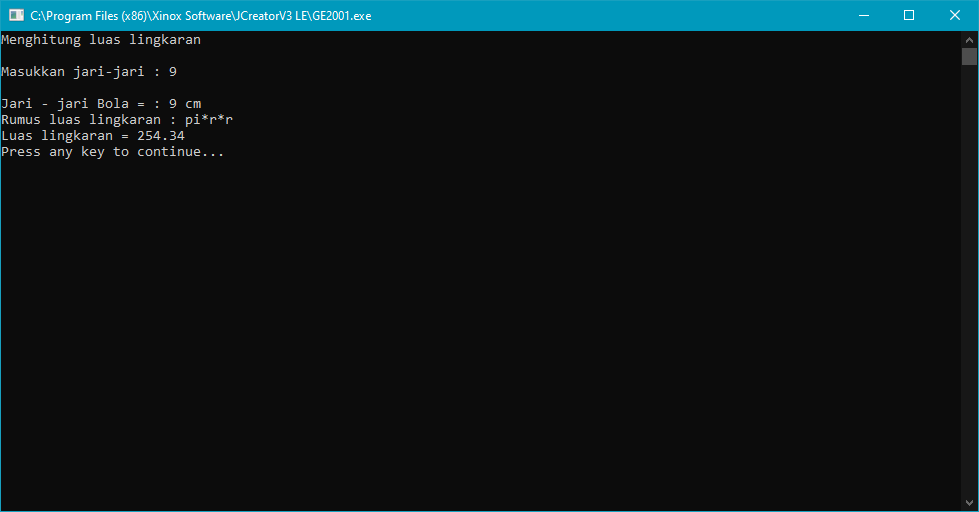 C:\Program Files (x86)\Xinox Software\JCreatorV3 LE\GE2001.exe
Menghitung luas lingkaran
Masukkan jari-jari : 9
Jari - jari Bola = : 9 cm
Rumus luas lingkaran : pi*r*r
Luas lingkaran = 254.34
Press any key to continue...